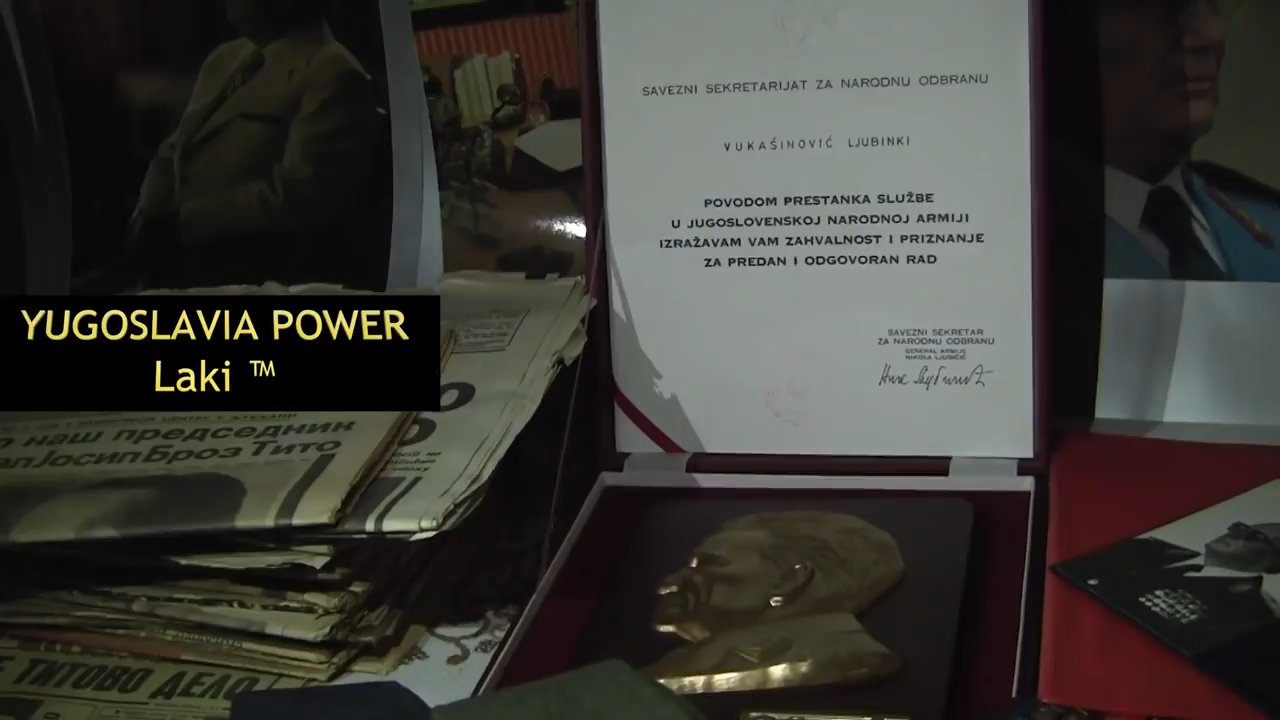 SAVEZNI SEKRETARIJAT ZA NARODNU ODBRANU
VUKAŠINOVIĆ LJUBINKI
POVODOM PRESTANKA SLUŽBE
U JUGOSLOVENSKOJ NARODNOJ ARMIJI
IZRAŽAVAM VAM ZAHVALNOST I PRIZNANJE
ZA PREDAN I ODGOVORAN RAD
SAVEZNI SEKRETAR
ZA NARODNU ODBRANU
GENERAL ARMIJE
NIKOLA LJUBIČIĆ
YUGOSLAVIA POWER
Laki ™
наш председник
Јосип Броз Тито
ТИТОВО ДЕЛО